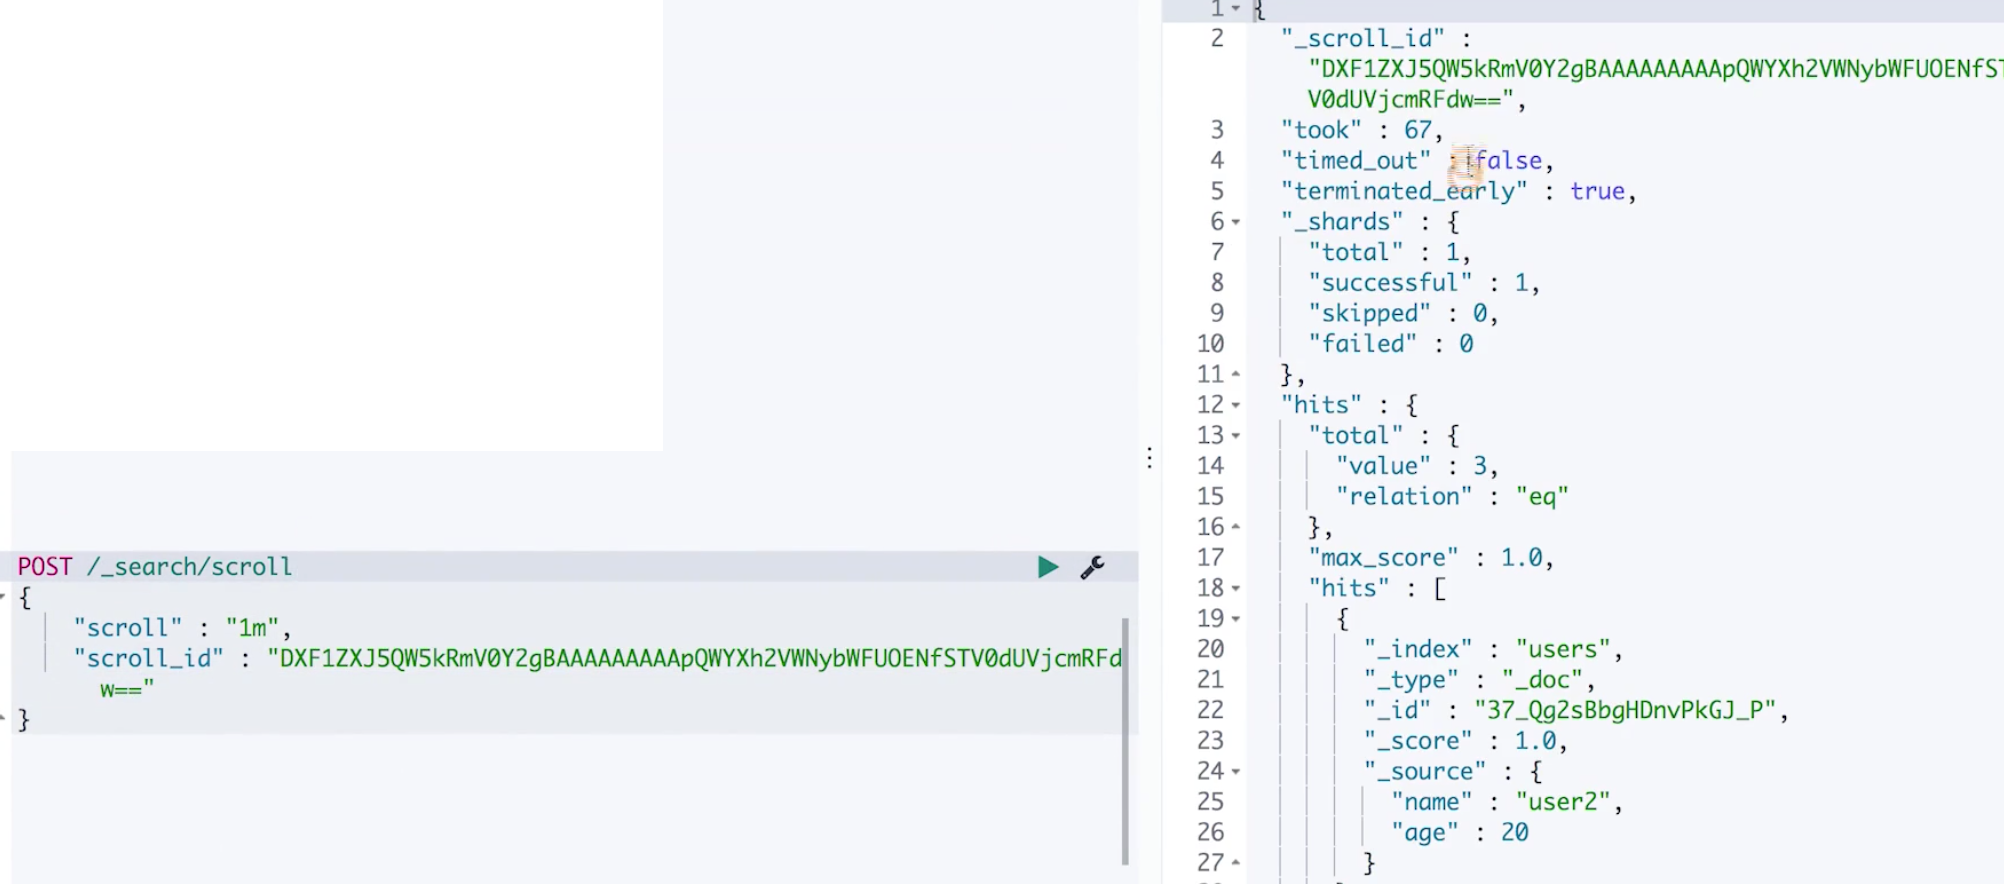 POST /_search/scroll
{
"scroll" : "1m",
"scroll_id" : "DXF1ZXJ5QW5kRmV0Y2gBAAAAAAAAApQWYXh2VWNybWFUOENfSTV0dUVjcmRFd
w=="
}
1 {
2 "_scroll_id" :
"DXF1ZXJ5QW5kRmV0Y2gBAAAAAAAAApQWYXh2VWNybWFUOENfST
V0dUVjcmRFdw==",
3 "took" : 67,
4 "timed_out" : false,
5 "terminated_early" : true,
6 "_shards" : {
7 "total" : 1,
8 "successful" : 1,
9 "skipped" : 0,
10 "failed" : 0
11 },
12 "hits" : {
13 "total" : {
14 "value" : 3,
15 "relation" : "eq"
16 },
17 "max_score" : 1.0,
18 "hits" : [
19 {
20 "_index" : "users",
21 "_type" : "_doc",
22 "_id" : "37_Qg2sBbgHDnvPkGJ_P",
23 "_score" : 1.0,
24 "_source" : {
25 "name" : "user2",
26 "age" : 20
27 }